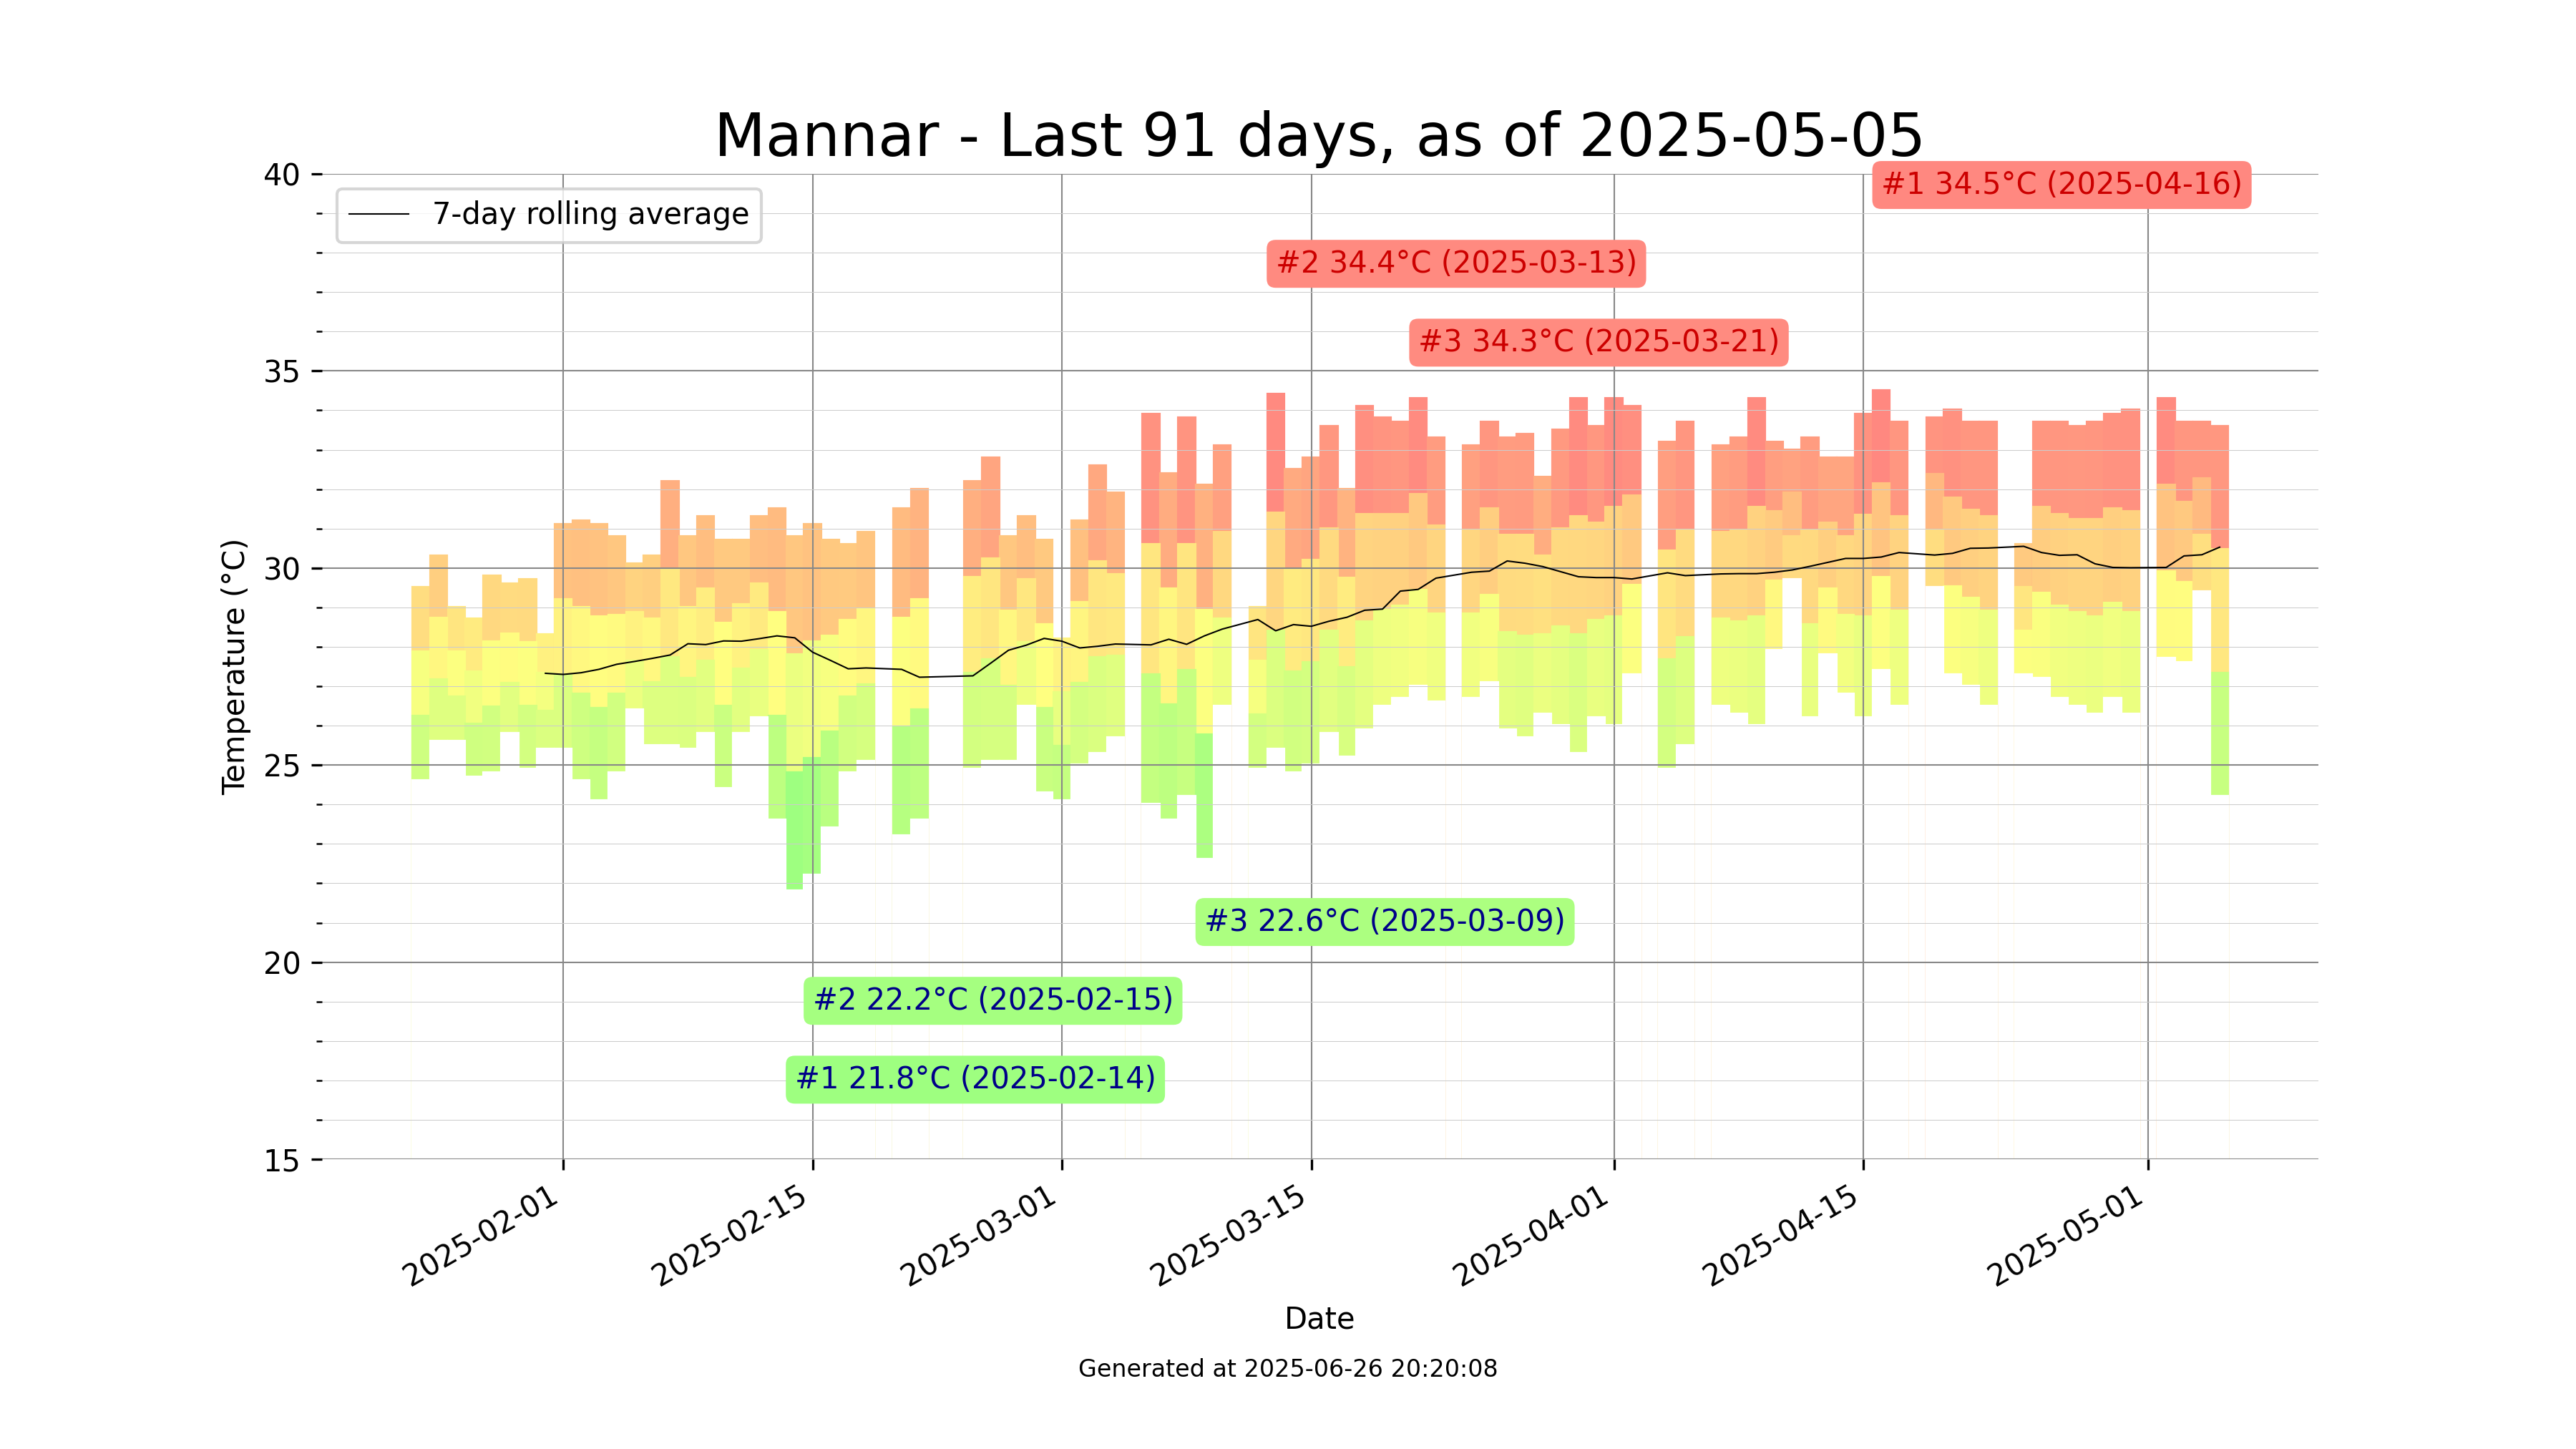 Mannar - Last 91 days, as of 2025-05-05
40
#1 34.5°C (2025-04-16)
7-day rolling average
#2 34.4°C (2025-03-13)
#3 34.3°C (2025-03-21)
35
30
Temperature (°C)
25
#3 22.6°C (2025-03-09)
20
#2 22.2°C (2025-02-15)
#1 21.8°C (2025-02-14)
15
2025-02-01
2025-02-15
2025-03-01
2025-03-15
2025-04-01
2025-04-15
2025-05-01
Date
Generated at 2025-06-26 20:20:08